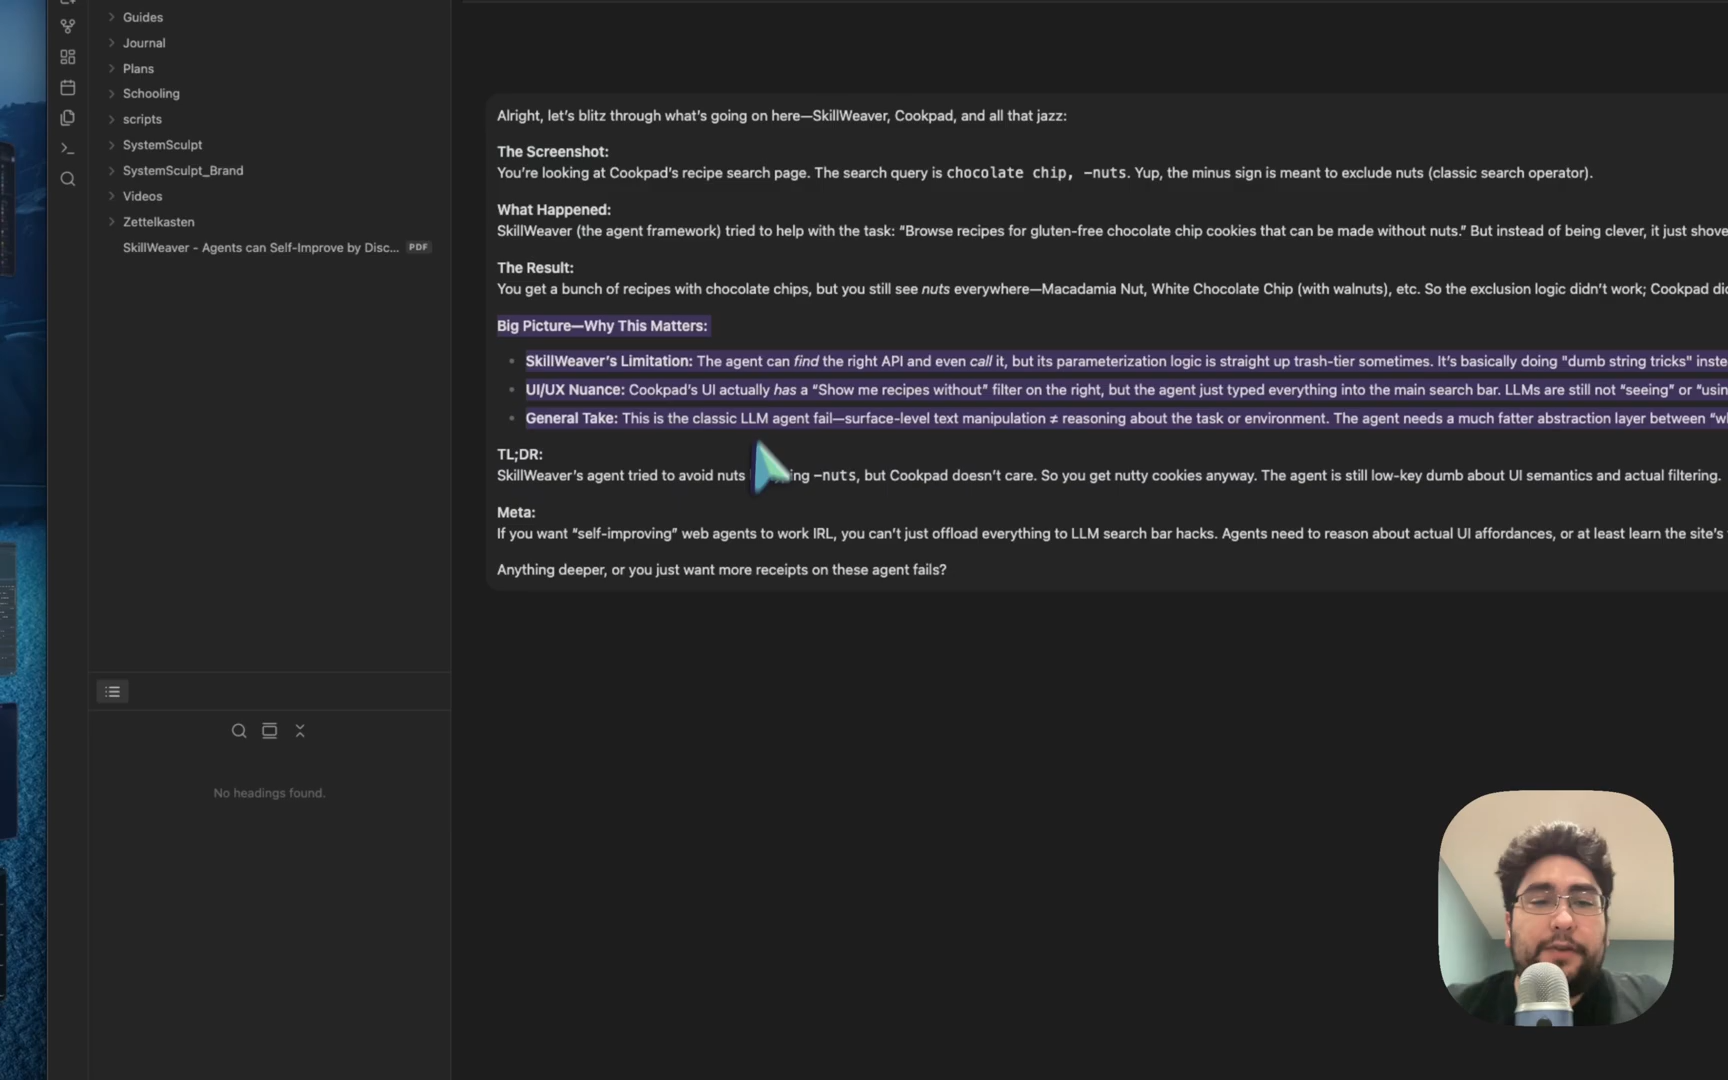 Guides
Journal
Plans
Schooling
scripts
SystemSculpt
SystemSculpt_Brand
Videos
Zettelkasten
SkillWeaver - Agents can Self-Improve by Disc... PDF
No headings found.
Alright, let's blitz through what's going on here—SkillWeaver, Cookpad, and all that jazz:
The Screenshot:
You're looking at Cookpad's recipe search page. The search query is chocolate chip, -nuts. Yup, the minus sign is meant to exclude nuts (classic search operator).
What Happened:
SkillWeaver (the agent framework) tried to help with the task: “Browse recipes for gluten-free chocolate chip cookies that can be made without nuts.” But instead of being clever, it just shove
The Result:
You get a bunch of recipes with chocolate chips, but you still see nuts everywhere—Macadamia Nut, White Chocolate Chip (with walnuts), etc. So the exclusion logic didn't work; Cookpad
Big Picture—Why This Matters:
SkillWeaver's Limitation: The agent can find the right API and even call it, but its parameterization logic is straight up trash-tier sometimes. It's basically doing "dumb string tricks"
UI/UX Nuance: Cookpad's UI actually has a “Show me recipes without” filter on the right, but the agent just typed everything into the main search bar. LLMs are still not “seeing” or
General Take: This is the classic LLM agent fail—surface-level text manipulation ≠ reasoning about the task or environment. The agent needs a much fatter abstraction layer between
TL;DR:
SkillWeaver's agent tried to avoid nuts -nuts, but Cookpad doesn't care. So you get nutty cookies anyway. The agent is still low-key dumb about UI semantics and actual filtering.
Meta:
If you want “self-improving” web agents to work IRL, you can't just offload everything to LLM search bar hacks. Agents need to reason about actual UI affordances, or at least learn the site's
Anything deeper, or you just want more receipts on these agent fails?